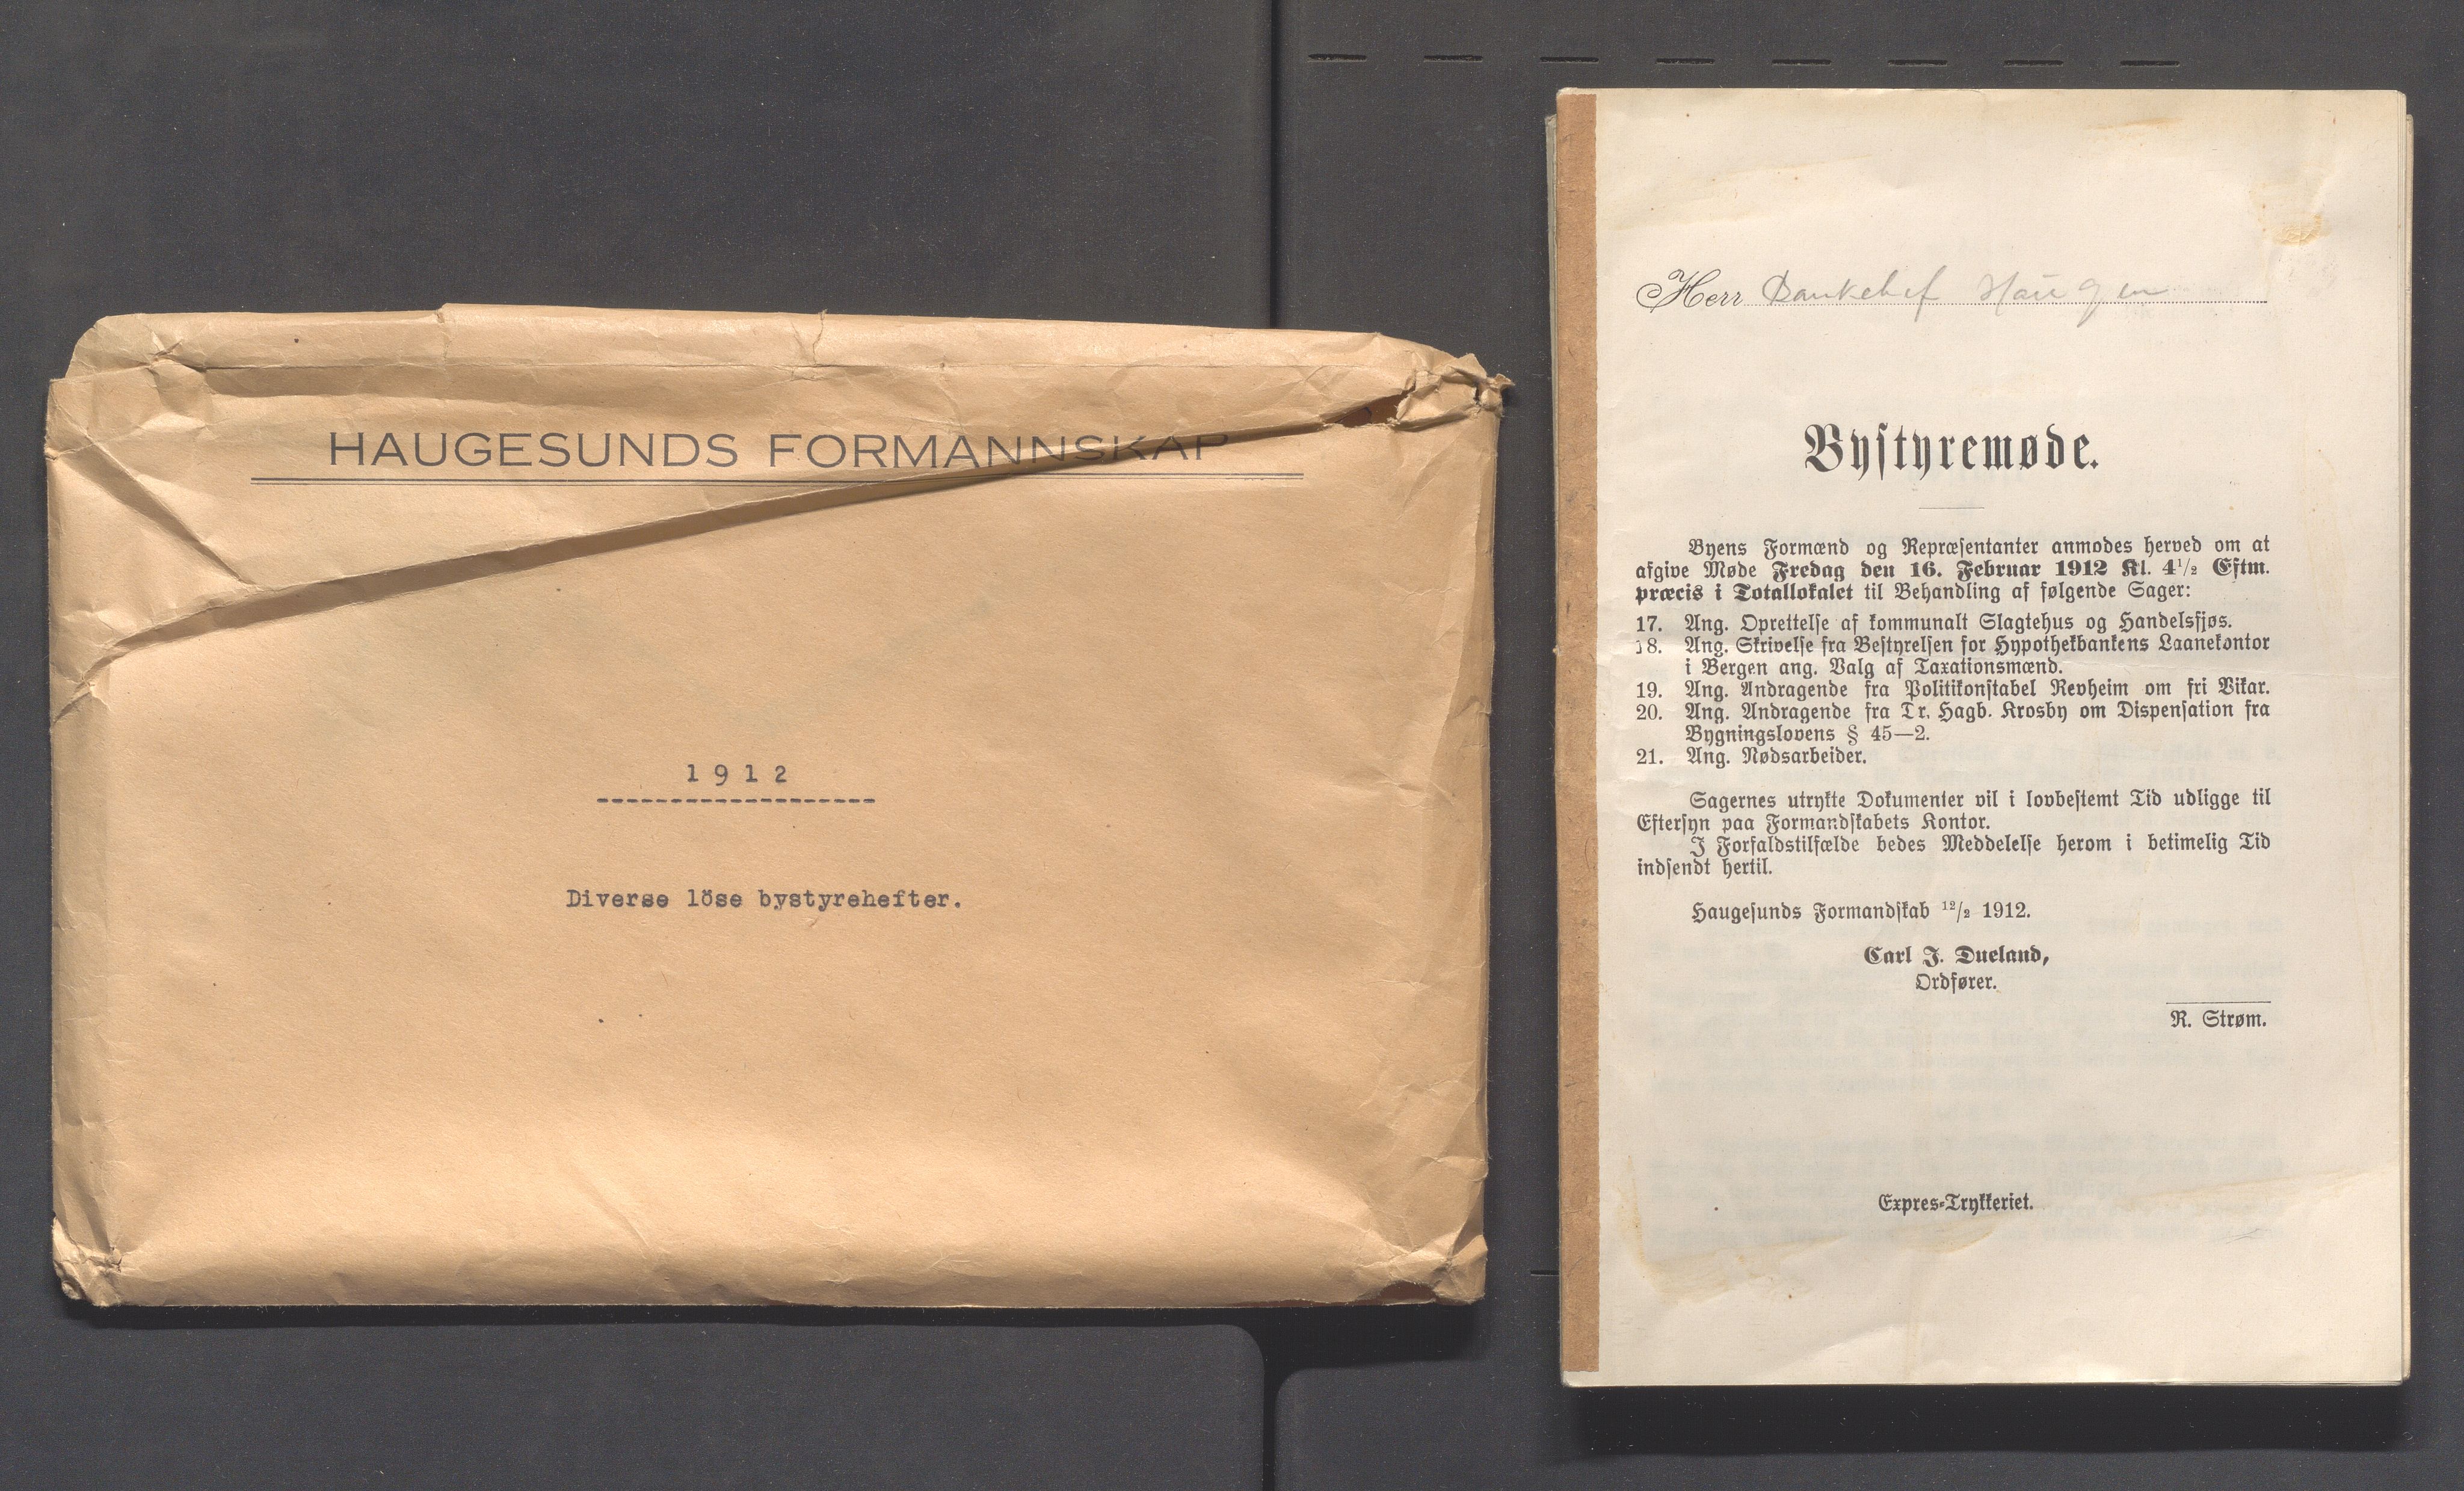 HAUGESUNDS FORMANNSKAP
1912
Diverse löse bystyrehefter.
Herr Bankchef Haugen
Bystyremøde.
Byens Formænd og Repræsentanter anmodes herved om at
afgive Møde Fredag den 16. Februar 1912 Kl. 4½ Eftm.
præcis i Totallokalet til Behandling af følgende Sager:
17. Ang. Oprettelse af kommunalt Slagtehus og Handelsfjøs.
18. Ang. Skrivelse fra Bestyrelsen for Hypothekbankens Laanekontor
i Bergen ang. Valg af Taxationsmænd.
19. Ang. Andragende fra Politikonstabel Revheim om fri Vikar.
20. Ang. Andragende fra Tr. Hagb. Krosby om Dispensation fra
Bygningslovens § 45—2.
21. Ang. Nødsarbeider.
Sagernes utrykte Dokumenter vil i lovbestemt Tid udligge til
Eftersyn paa Formandskabets Kontor.
I Forfaldstilfælde bedes Meddelelse herom i betimelig Tid
indsendt hertil.
Haugesunds Formandskab 12/2 1912.
Carl J. Dueland,
Ordfører.
R. Strøm.
Expres-Trykkeriet.